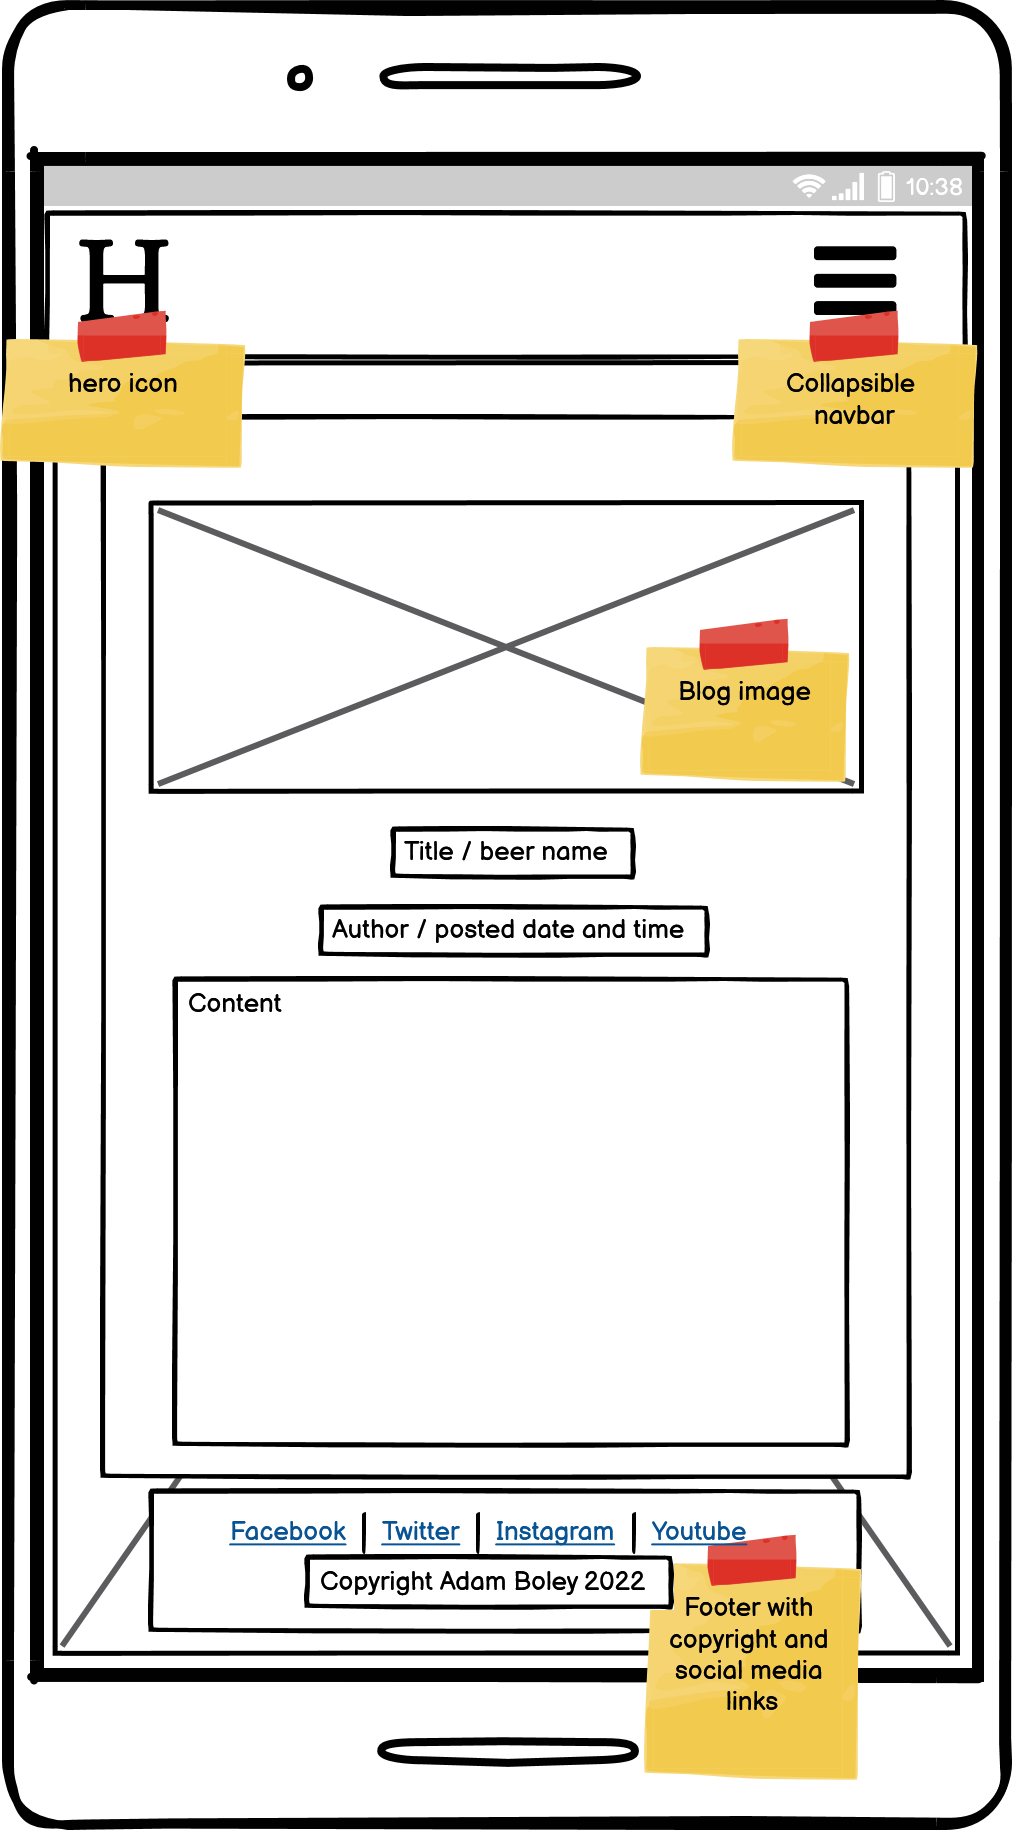 10:38
H
hero icon
Collapsible
navbar
Blog image
Title / beer name
Author / posted date and time
Content
Facebook | Twitter | Instagram | Youtube
Copyright Adam Boley 2022
Footer with
copyright and
social media
links